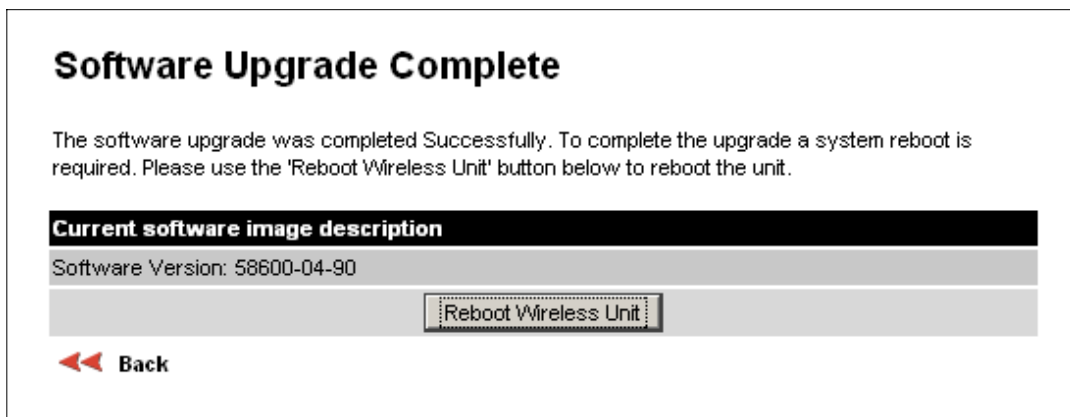 Software Upgrade Complete
The software upgrade was completed Successfully. To complete the upgrade a system reboot is
required. Please use the 'Reboot Wireless Unit' button below to reboot the unit.
Current software image description
Software Version: 58600-04-90
Reboot Wireless Unit
Back